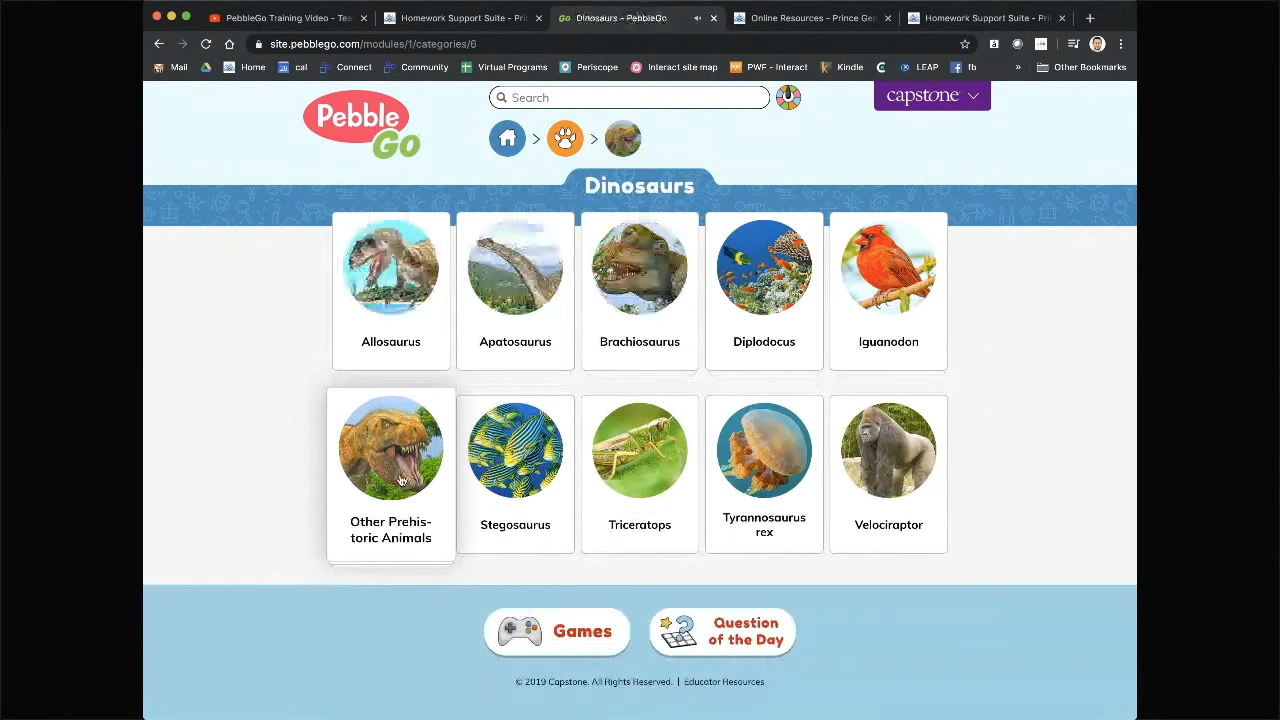 PebbleGo Training Video - Tea
Homework Support Suite - Prin
Dinosaurs - PebbleGo
Online Resources - Prince Geo
Homework Support Suite - Prin
site.pebblego.com/modules/1/categories/6
Mail
Home
cal
Connect
Community
Virtual Programs
Periscope
Interact site map
PWF - Interact
Kindle
LEAP
fb
»
Other Bookmarks
Pebble
Go
Search
capstone
Dinosaurs
Allosaurus
Apatosaurus
Brachiosaurus
Diplodocus
Iguanodon
Other Prehis-
toric Animals
Stegosaurus
Triceratops
Tyrannosaurus
rex
Velociraptor
Games
Question
of the Day
© 2019 Capstone. All Rights Reserved. | Educator Resources